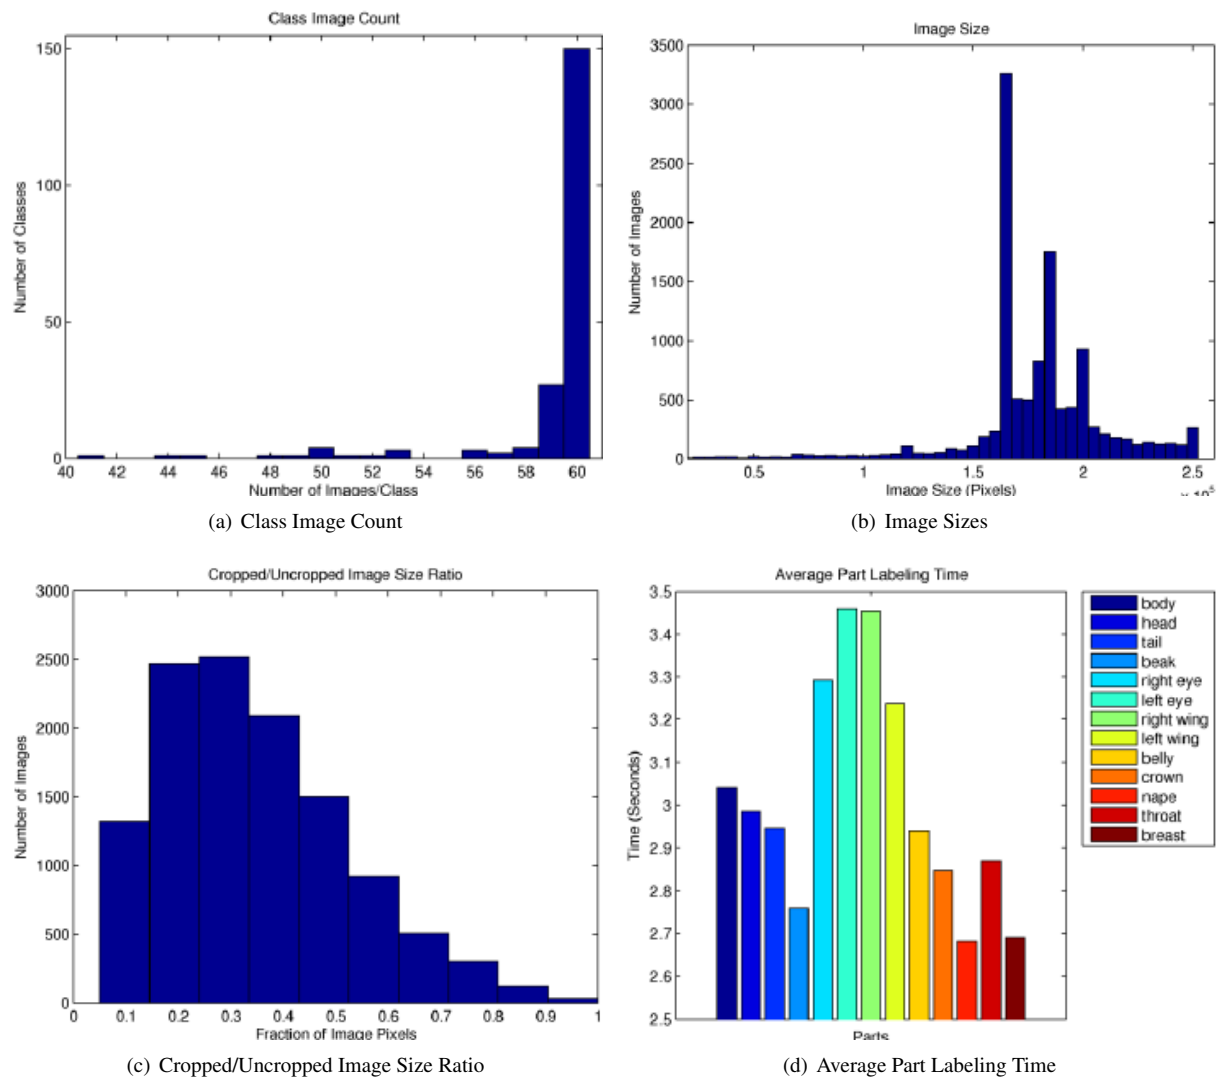 Class Image Count
150
100
50
0
Number of Classes
40 42 44 46 48 50 52 54 56 58 60
Number of Images/Class
(a) Class Image Count
Image Size
3500
3000
2500
2000
1500
1000
500
0
Number of Images
0.5 1 1.5 2 2.5
Image Size (Pixels)
x 10^5
(b) Image Sizes
Cropped/Uncropped Image Size Ratio
3000
2500
2000
1500
1000
500
0
Number of Images
0 0.1 0.2 0.3 0.4 0.5 0.6 0.7 0.8 0.9 1
Fraction of Image Pixels
(c) Cropped/Uncropped Image Size Ratio
Average Part Labeling Time
3.5
3.4
3.3
3.2
3.1
3
2.9
2.8
2.7
2.6
2.5
Time (Seconds)
Parts
body
head
tail
beak
right eye
left eye
right wing
left wing
belly
crown
nape
throat
breast
(d) Average Part Labeling Time